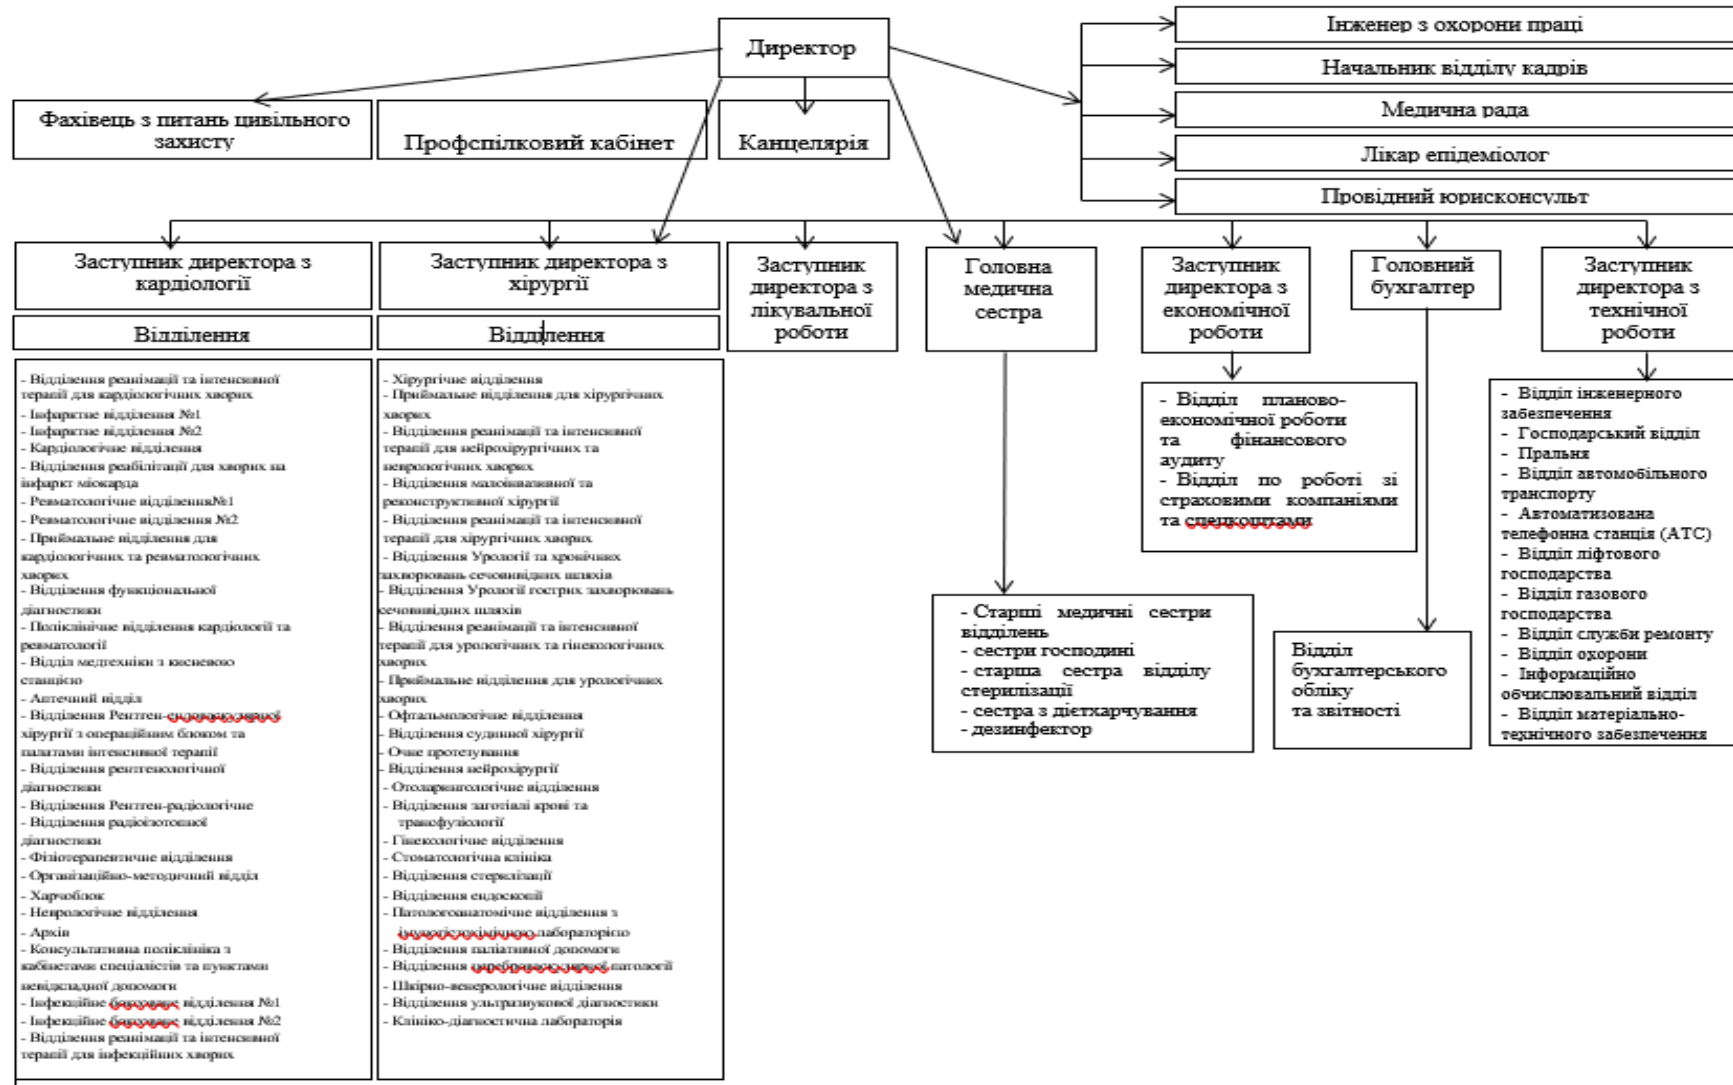 Директор
Інженер з охорони праці
Начальник відділу кадрів
Медична рада
Лікар епідеміолог
Провідний юрисконсульт
Фахівець з питань цивільного
захисту
Профспілковий кабінет
Канцелярія
Заступник директора з
кардіології
Відділення
- Відділення реанімації та інтенсивної
терапії для кардіологічних хворих
- Інфарктне відділення №1
- Інфарктне відділення №2
- Кардіологічне відділення
- Відділення реабілітації для хворих на
інфаркт міокарда
- Ревматологічне відділення№1
- Ревматологічне відділення №2
- Приймальне відділення для
кардіологічних та ревматологічних
хворих
- Відділення функціональної
діагностики
- Поліклінічне відділення кардіології та
ревматології
- Відділ медтехніки з кисневою
станцією
- Аптечний відділ
- Відділення Рентген-ендоваскулярної
хірургії з операційним блоком та
палатами інтенсивної терапії
- Відділення рентгенологічної
діагностики
- Відділення Рентген-радіологічне
- Відділення радіоізотопної
діагностики
- Фізіотерапевтичне відділення
- Організаційно-методичний відділ
- Харчоблок
- Неврологічне відділення
- Архів
- Консультативна поліклініка з
кабінетами спеціалістів та пунктами
невідкладної допомоги
- Інфекційне боксоване відділення №1
- Інфекційне боксоване відділення №2
- Відділення реанімації та інтенсивної
терапії для інфекційних хворих
Заступник директора з
хірургії
Відділення
- Хірургічне відділення
- Приймальне відділення для хірургічних
хворих
- Відділення реанімації та інтенсивної
терапії для нейрохірургічних та
неврологічних хворих
- Відділення малоінвазивної та
реконструктивної хірургії
- Відділення реанімації та інтенсивної
терапії для хірургічних хворих
- Відділення Урології та хронічних
захворювань сечовивідних шляхів
- Відділення Урології гострих захворювань
сечовивідних шляхів
- Відділення реанімації та інтенсивної
терапії для урологічних та гінекологічних
хворих
- Приймальне відділення для урологічних
хворих
- Офтальмологічне відділення
- Відділення судинної хірургії
- Очне протезування
- Відділення нейрохірургії
- Отоларингологічне відділення
- Відділення заготівлі крові та
трансфузіології
- Гінекологічне відділення
- Стоматологічна клініка
- Відділення стерилізації
- Відділення ендоскопії
- Патологоанатомічне відділення з
імуногістохімічною лабораторією
- Відділення паліативної допомоги
- Відділення цереброваскулярної патології
- Шкірно-венерологічне відділення
- Відділення ультразвукової діагностики
- Клініко-діагностична лабораторія
Заступник
директора з
лікувальної
роботи
Головна
медична
сестра
- Старші медичні сестри
відділень
- сестри господині
- старша сестра відділу
стерилізації
- сестра з дієтхарчування
- дезинфектор
Заступник
директора з
економічної
роботи
- Відділ планово-
економічної роботи
та фінансового
аудиту
- Відділ по роботі зі
страховими компаніями
та спецкоштами
Головний
бухгалтер
Відділ
бухгалтерського
обліку
та звітності
Заступник
директора з
технічної
роботи
- Відділ інженерного
забезпечення
- Господарський відділ
- Пральня
- Відділ автомобільного
транспорту
- Автоматизована
телефонна станція (АТС)
- Відділ ліфтового
господарства
- Відділ газового
господарства
- Відділ служби ремонту
- Відділ охорони
- Інформаційно
обчислювальний відділ
- Відділ матеріально-
технічного забезпечення